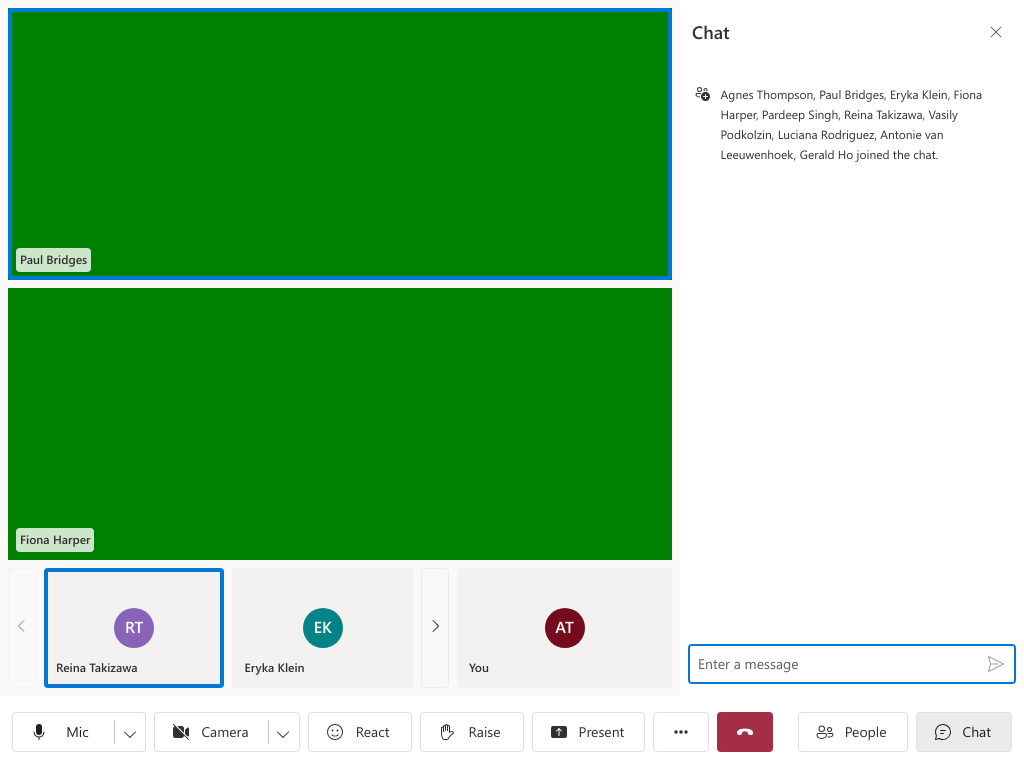 Chat
Agnes Thompson, Paul Bridges, Eryka Klein, Fiona
Harper, Pardeep Singh, Reina Takizawa, Vasily
Podkolzin, Luciana Rodriguez, Antonie van
Leeuwenhoek, Gerald Ho joined the chat.
Paul Bridges
Fiona Harper
RT
Reina Takizawa
EK
Eryka Klein
AT
You
Enter a message
Mic
Camera
React
Raise
Present
People
Chat